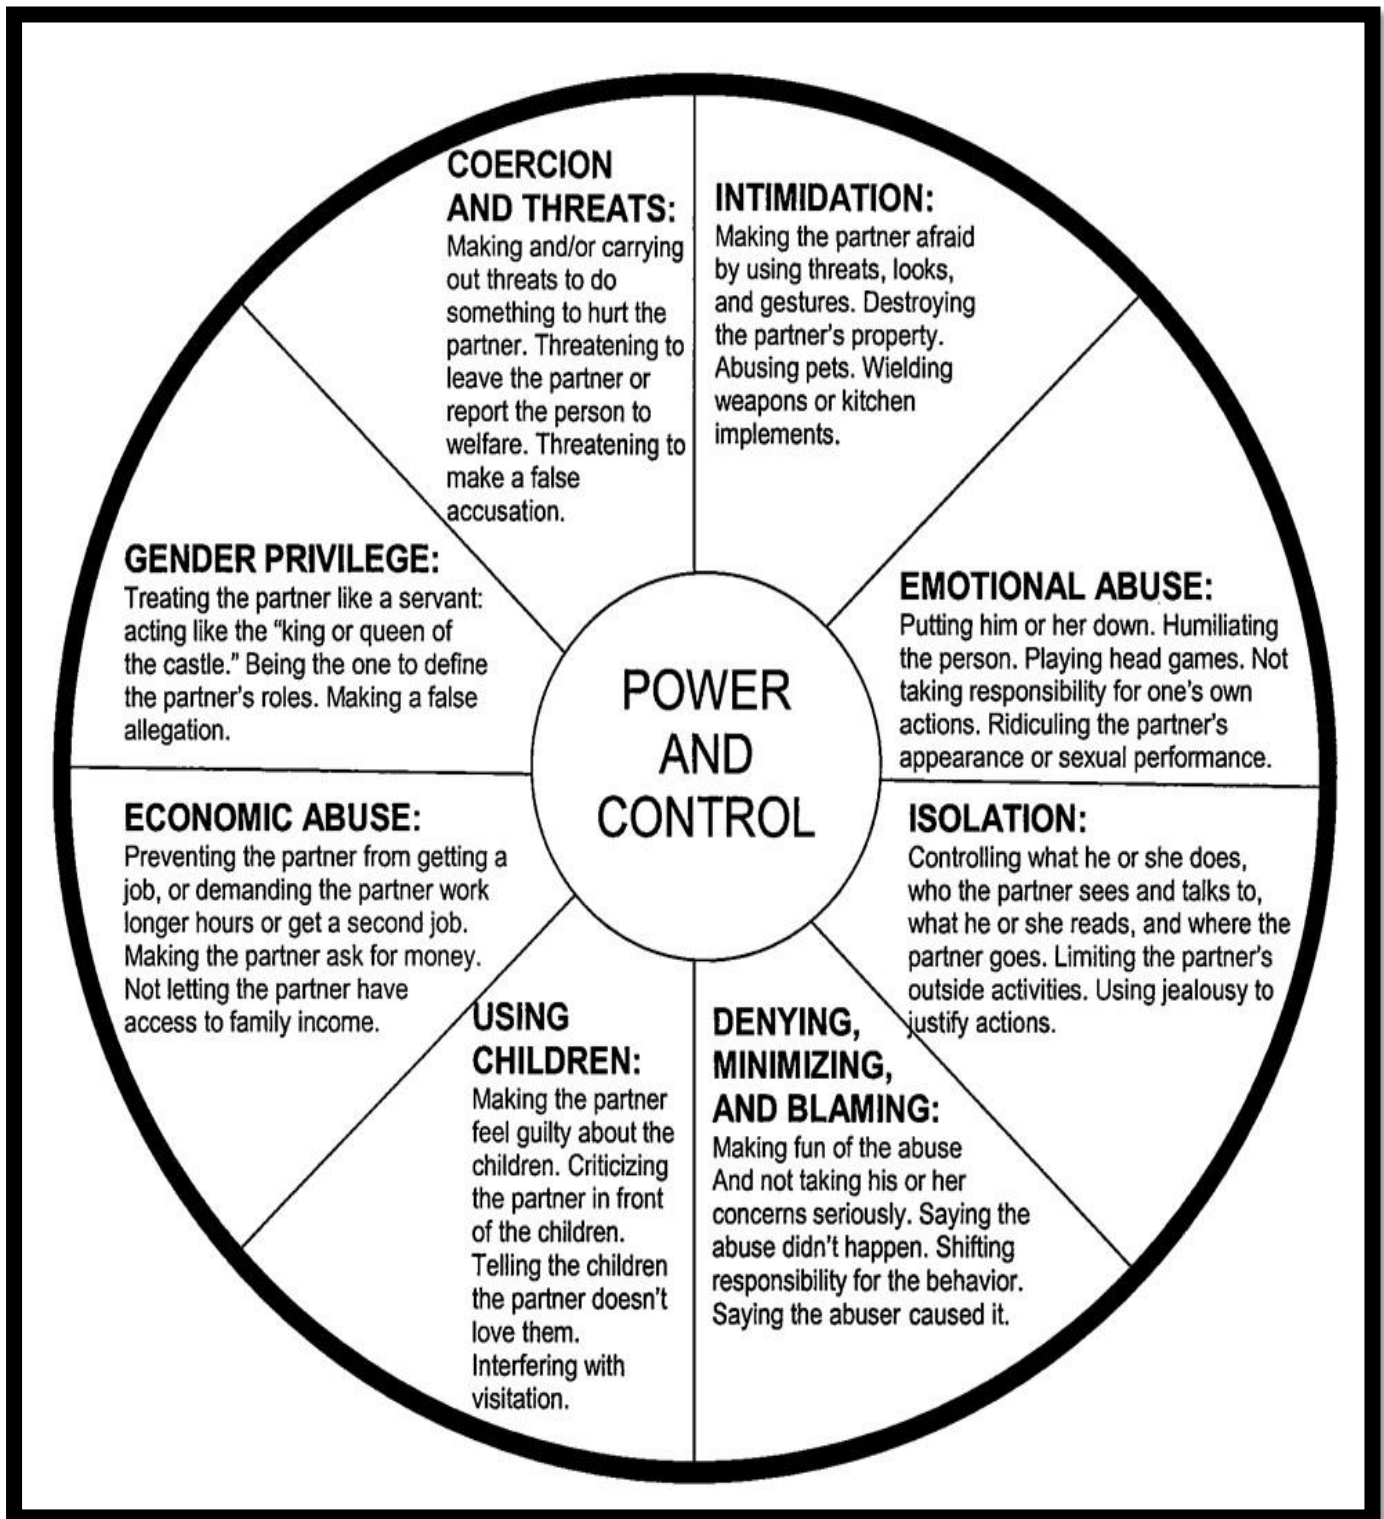 COERCION
AND THREATS:
Making and/or carrying
out threats to do
something to hurt the
partner. Threatening to
leave the partner or
report the person to
welfare. Threatening to
make a false
accusation.
INTIMIDATION:
Making the partner afraid
by using threats, looks,
and gestures. Destroying
the partner's property.
Abusing pets. Wielding
weapons or kitchen
implements.
EMOTIONAL ABUSE:
Putting him or her down. Humiliating
the person. Playing head games. Not
taking responsibility for one's own
actions. Ridiculing the partner's
appearance or sexual performance.
ISOLATION:
Controlling what he or she does,
who the partner sees and talks to,
what he or she reads, and where the
partner goes. Limiting the partner's
outside activities. Using jealousy to
justify actions.
DENYING,
MINIMIZING,
AND BLAMING:
Making fun of the abuse
And not taking his or her
concerns seriously. Saying the
abuse didn't happen. Shifting
responsibility for the behavior.
Saying the abuser caused it.
USING
CHILDREN:
Making the partner
feel guilty about the
children. Criticizing
the partner in front
of the children.
Telling the children
the partner doesn't
love them.
Interfering with
visitation.
ECONOMIC ABUSE:
Preventing the partner from getting a
job, or demanding the partner work
longer hours or get a second job.
Making the partner ask for money.
Not letting the partner have
access to family income.
GENDER PRIVILEGE:
Treating the partner like a servant:
acting like the “king or queen of
the castle.” Being the one to define
the partner's roles. Making a false
allegation.
POWER
AND
CONTROL